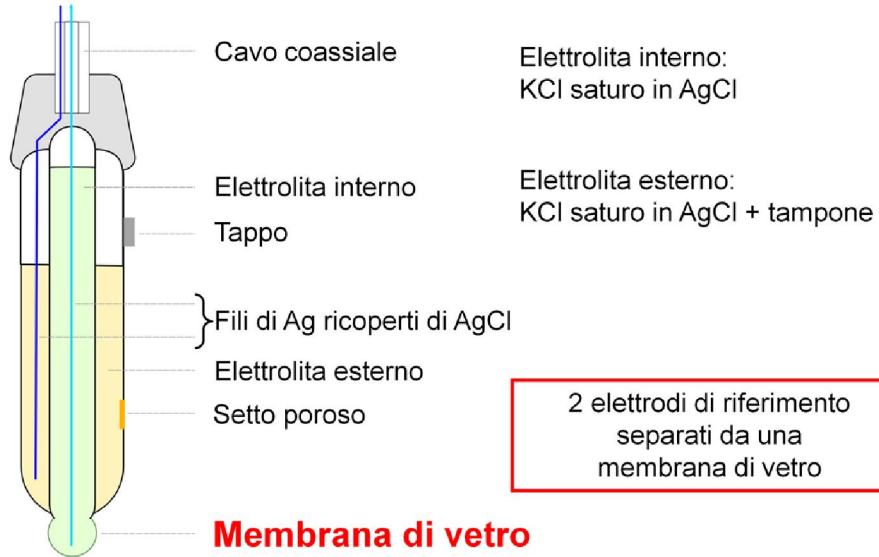 Cavo coassiale
Elettrolita interno:
KCl saturo in AgCl
Elettrolita interno
Tappo
Elettrolita esterno:
KCl saturo in AgCl + tampone
Fili di Ag ricoperti di AgCl
Elettrolita esterno
Setto poroso
2 elettrodi di riferimento
separati da una
membrana di vetro
Membrana di vetro